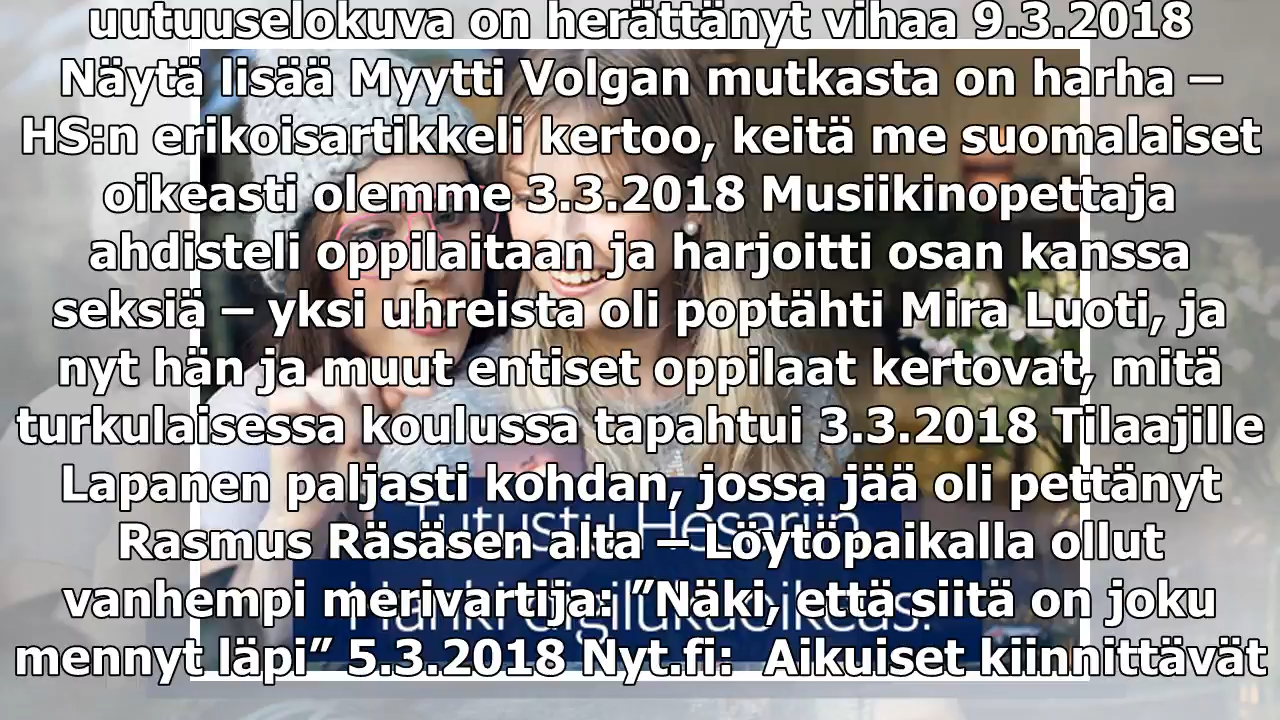 uutuuselokuva on herättänyt vihaa 9.3.2018
Näytä lisää Myytti Volgan mutkasta on harha –
HS:n erikoisartikkeli kertoo, keitä me suomalaiset
oikeasti olemme 3.3.2018 Musiikinopettaja
ahdisteli oppilaitaan ja harjoitti osan kanssa
seksiä – yksi uhreista oli poptähti Mira Luoti, ja
nyt hän ja muut entiset oppilaat kertovat, mitä
turkulaisessa koulussa tapahtui 3.3.2018 Tilaajille
Lapanen paljasti kohdan, jossa jää oli pettänyt
Tutustu Hesariin.
Rasmus Räsäsen alta – Löytöpaikalla ollut
vanhempi merivartija: ”Näki, että siitä on joku
Hanki digilukuoikeus.
mennyt läpi” 5.3.2018 Nyt.fi: Aikuiset kiinnittävät